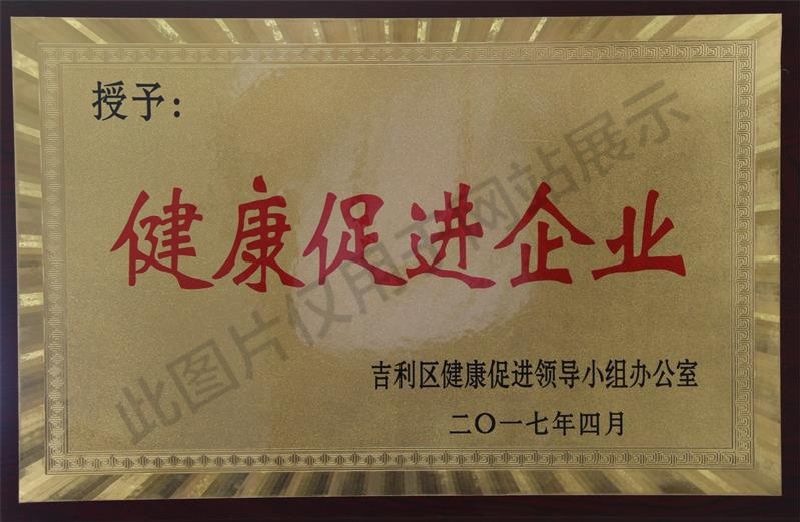 授予：
健康促进企业
吉利区健康促进领导小组办公室
二〇一七年四月
此图片仅用于网站展示